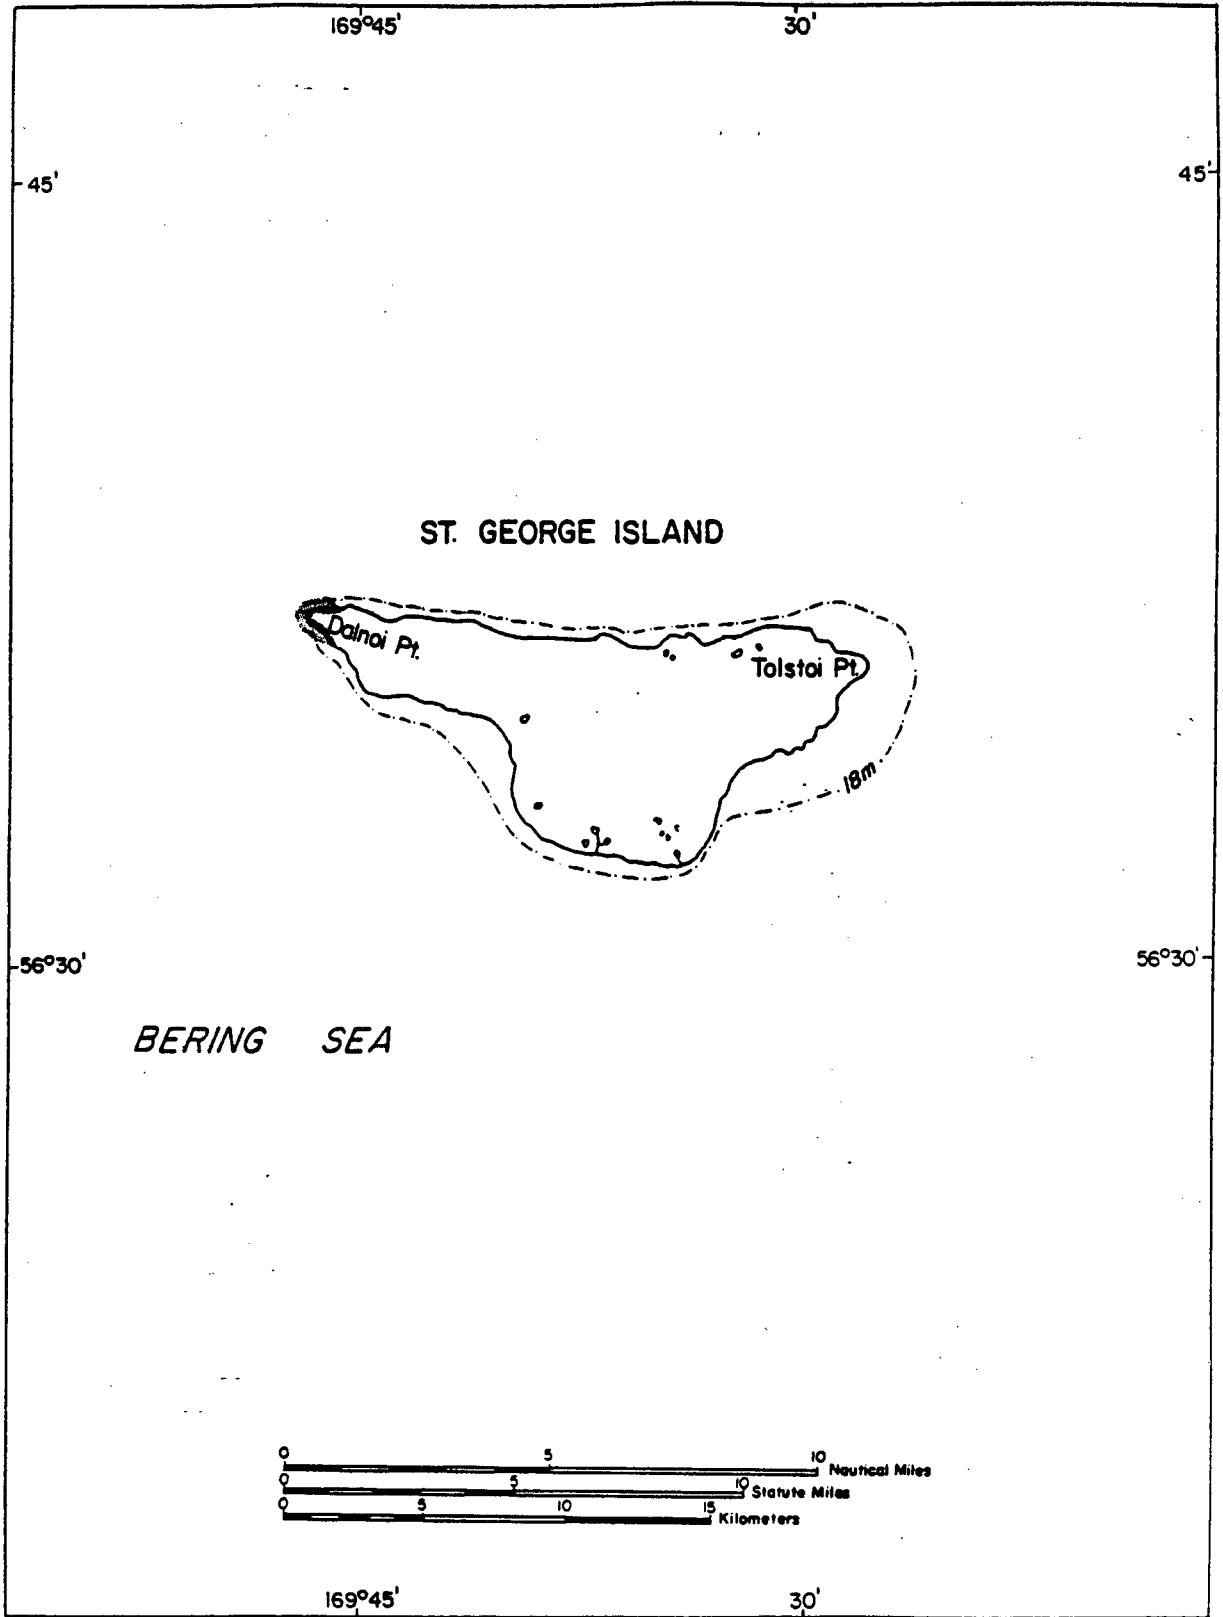 169°45' 30'
45' 45'
ST. GEORGE ISLAND
Dalnoi Pt.
Tolstoi Pt.
18m
56°30' 56°30'
BERING SEA
0 5 10 Nautical Miles
0 5 10 Statute Miles
0 5 10 15 Kilometers
169°45' 30'